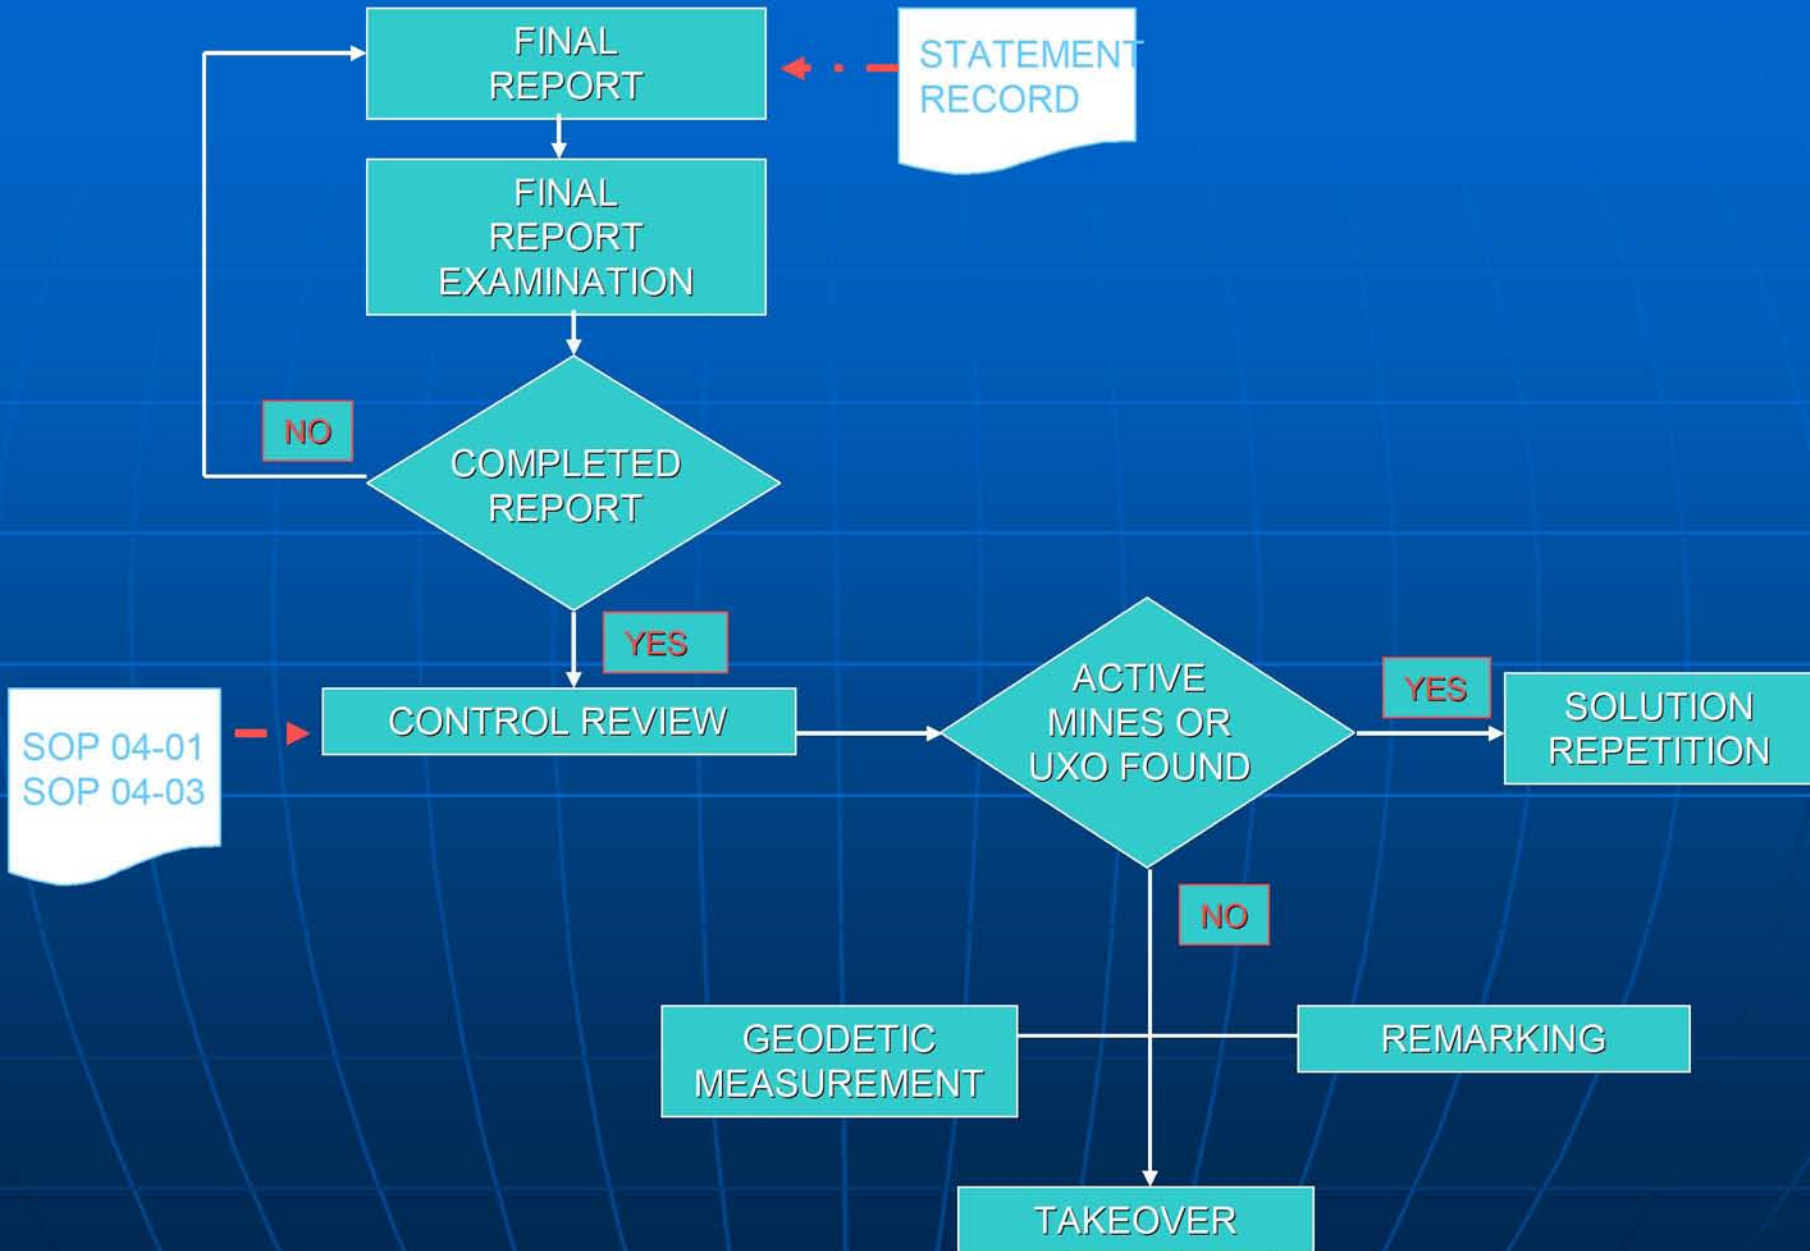 FINAL
REPORT
STATEMENT
RECORD
FINAL
REPORT
EXAMINATION
NO
COMPLETED
REPORT
YES
SOP 04-01
SOP 04-03
CONTROL REVIEW
ACTIVE
MINES OR
UXO FOUND
YES
SOLUTION
REPETITION
NO
GEODETIC
MEASUREMENT
REMARKING
TAKEOVER